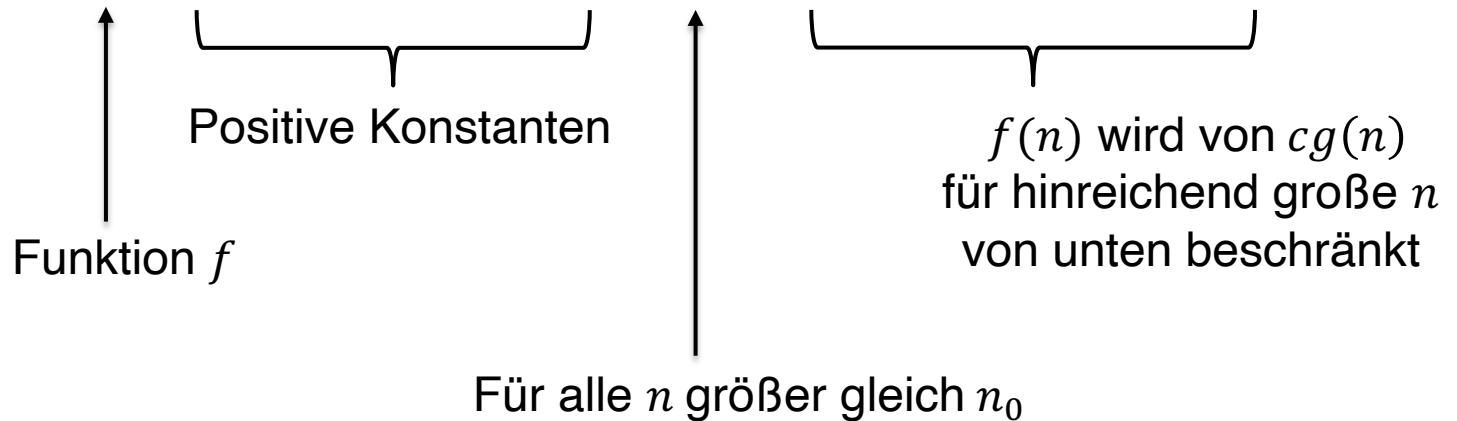 Positive Konstanten
f(n) wird von cg(n)
für hinreichend große n
von unten beschränkt
Funktion f
Für alle n größer gleich n₀